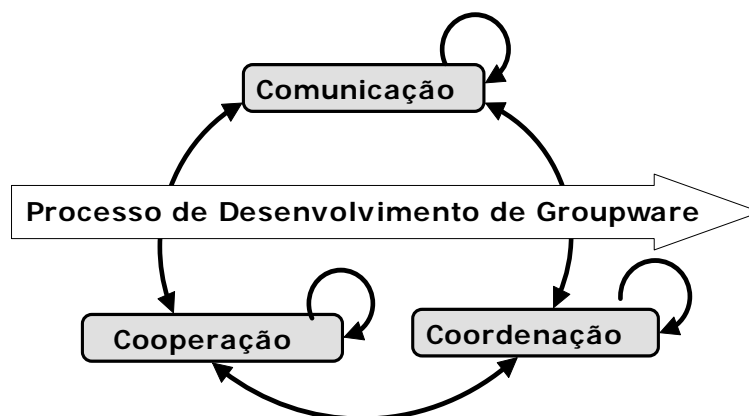 Comunicação
Processo de Desenvolvimento de Groupware
Cooperação
Coordenação